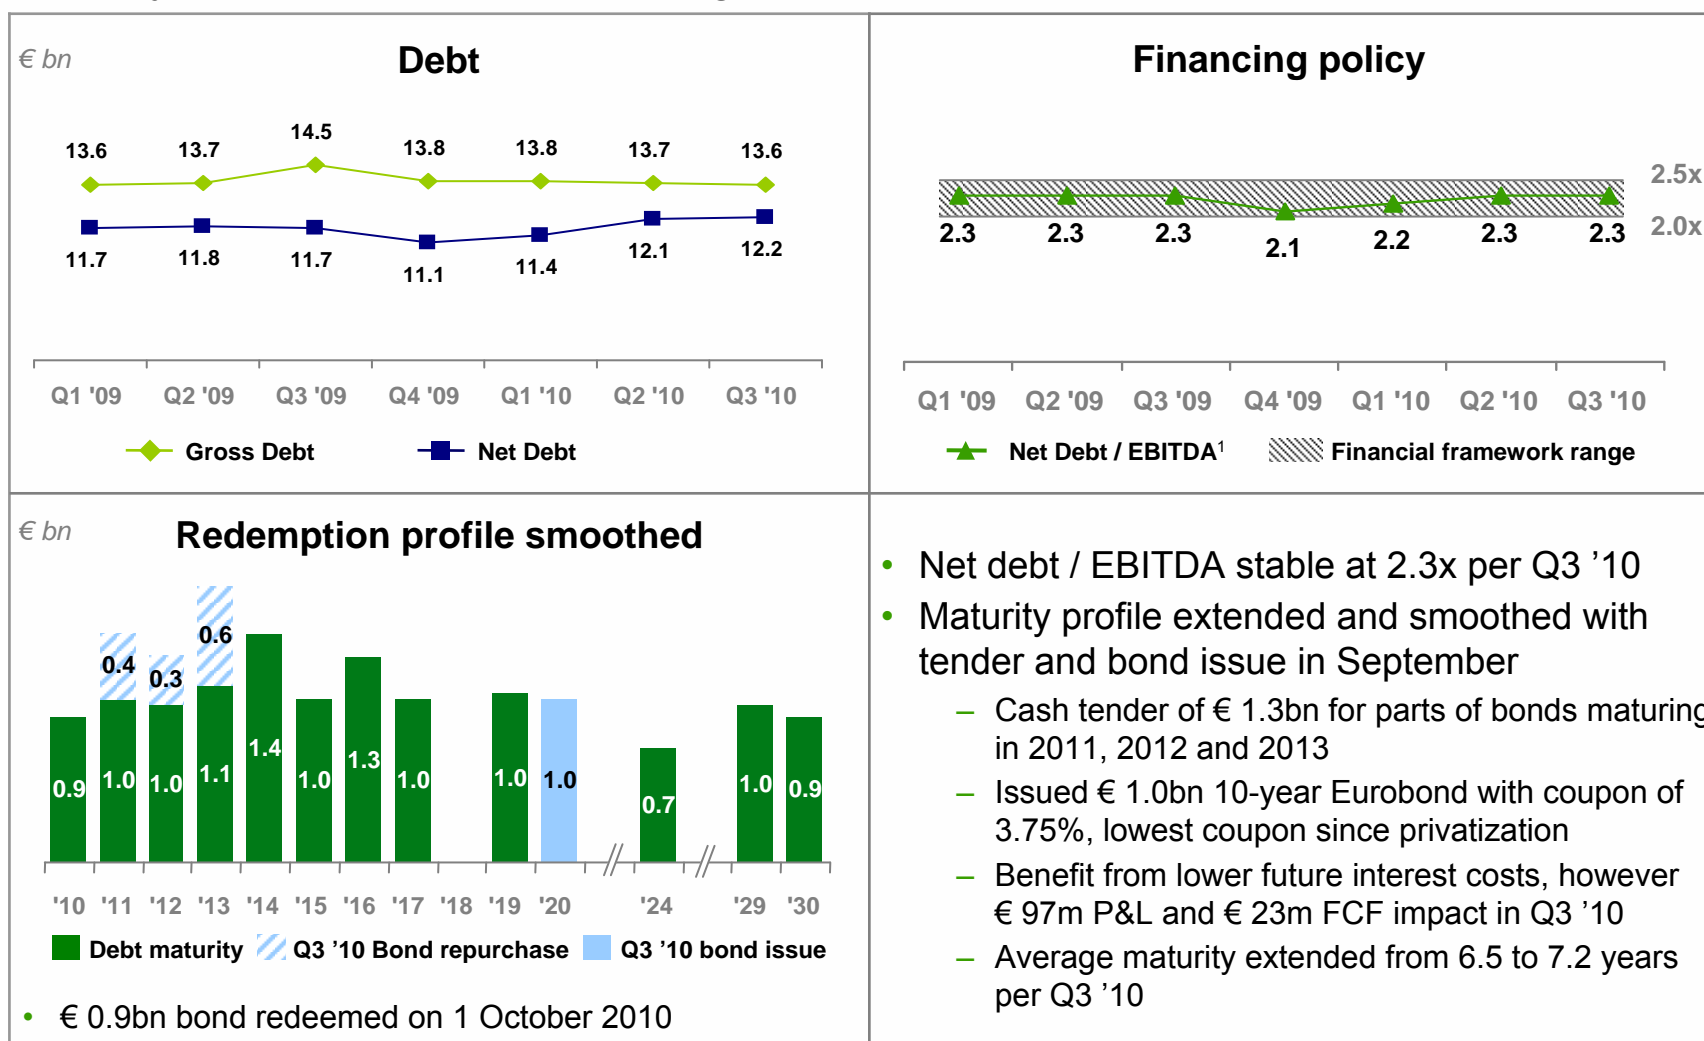 € bn
Debt
13.6 13.7 14.5 13.8 13.8 13.7 13.6
11.7 11.8 11.7 11.1 11.4 12.1 12.2
Q1 '09 Q2 '09 Q3 '09 Q4 '09 Q1 '10 Q2 '10 Q3 '10
Gross Debt Net Debt
Financing policy
2.5x
2.0x
2.3 2.3 2.3 2.1 2.2 2.3 2.3
Q1 '09 Q2 '09 Q3 '09 Q4 '09 Q1 '10 Q2 '10 Q3 '10
Net Debt / EBITDA¹ Financial framework range
€ bn
Redemption profile smoothed
0.4 0.3 0.6
0.9 1.0 1.0 1.1 1.4 1.0 1.3 1.0 1.0 1.0 0.7 1.0 0.9
'10 '11 '12 '13 '14 '15 '16 '17 '18 '19 '20 '24 '29 '30
Debt maturity Q3 ’10 Bond repurchase Q3 ’10 bond issue
• € 0.9bn bond redeemed on 1 October 2010
• Net debt / EBITDA stable at 2.3x per Q3 ’10
• Maturity profile extended and smoothed with
tender and bond issue in September
– Cash tender of € 1.3bn for parts of bonds maturing
in 2011, 2012 and 2013
– Issued € 1.0bn 10-year Eurobond with coupon of
3.75%, lowest coupon since privatization
– Benefit from lower future interest costs, however
€ 97m P&L and € 23m FCF impact in Q3 ’10
– Average maturity extended from 6.5 to 7.2 years
per Q3 ’10